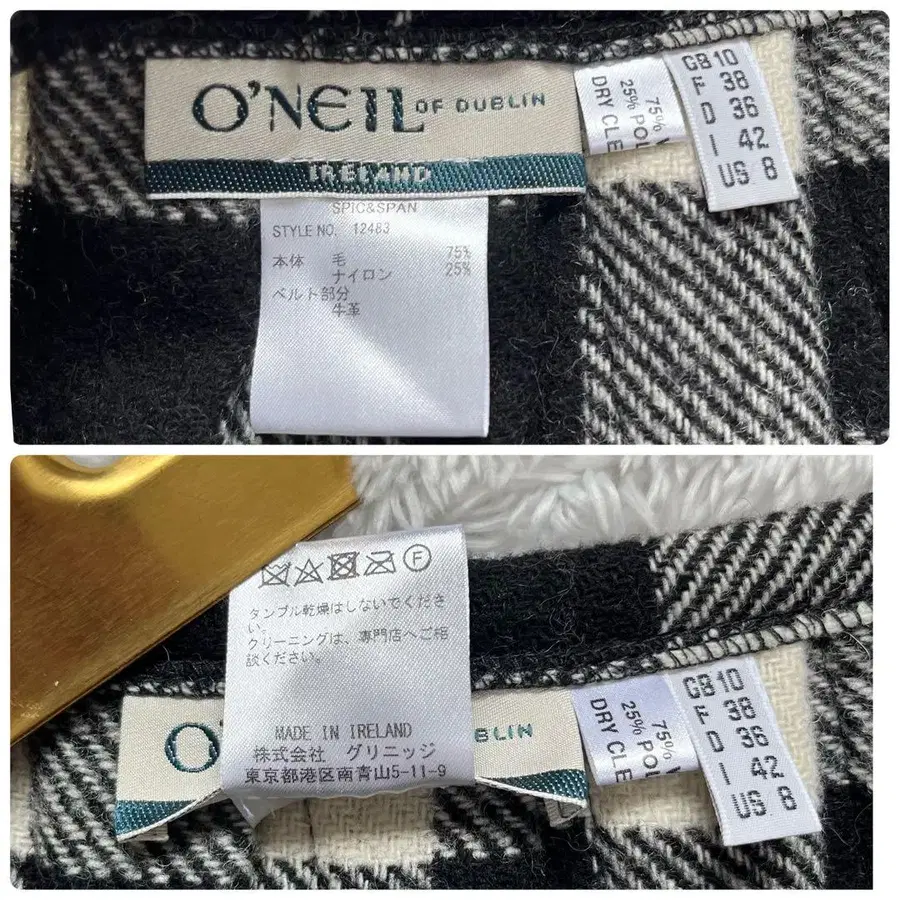 O'NEIL OF DUBLIN
IRELAND
SPIC&SPAN
STYLE NO. 12483
本体 毛 75%
ナイロン 25%
ベルト部分
牛革
75%
25% POL
DRY CLE
GB 10
F 38
D 36
I 42
US 8
F
タンブル乾燥はしないでくださ
い。
クリーニングは、専門店へご相
談ください。
MADE IN IRELAND
株式会社 グリニッジ
東京都港区南青山5-11-9
O'
BLIN
75%
25% POL
DRY CLE
GB 10
F 38
D 36
I 42
US 8